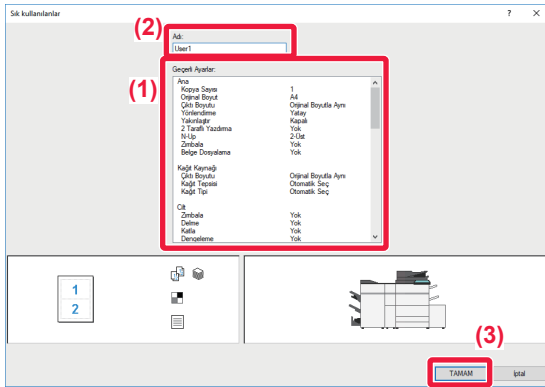 Sık kullanılanlar ? ×
(2)
Adı:
User1
(1)
Geçerli Ayarlar:
Ana
Kopya Sayısı 1
Orijinal Boyut A4
Çıktı Boyutu Orijinal Boyutla Aynı
Yönlendirme Yatay
Yakınlaştır Kapalı
2 Taraflı Yazdırma Yok
N-Up 2-Üst
Zımbala Yok
Belge Dosyalama Yok
Kağıt Kaynağı
Çıktı Boyutu Orijinal Boyutla Aynı
Kağıt Tepsisi Otomatik Seç
Kağıt Tipi Otomatik Seç
Cilt
Zımbala Yok
Delme Yok
Katla Yok
Dengeleme Yok
1
2
(3)
TAMAM İptal